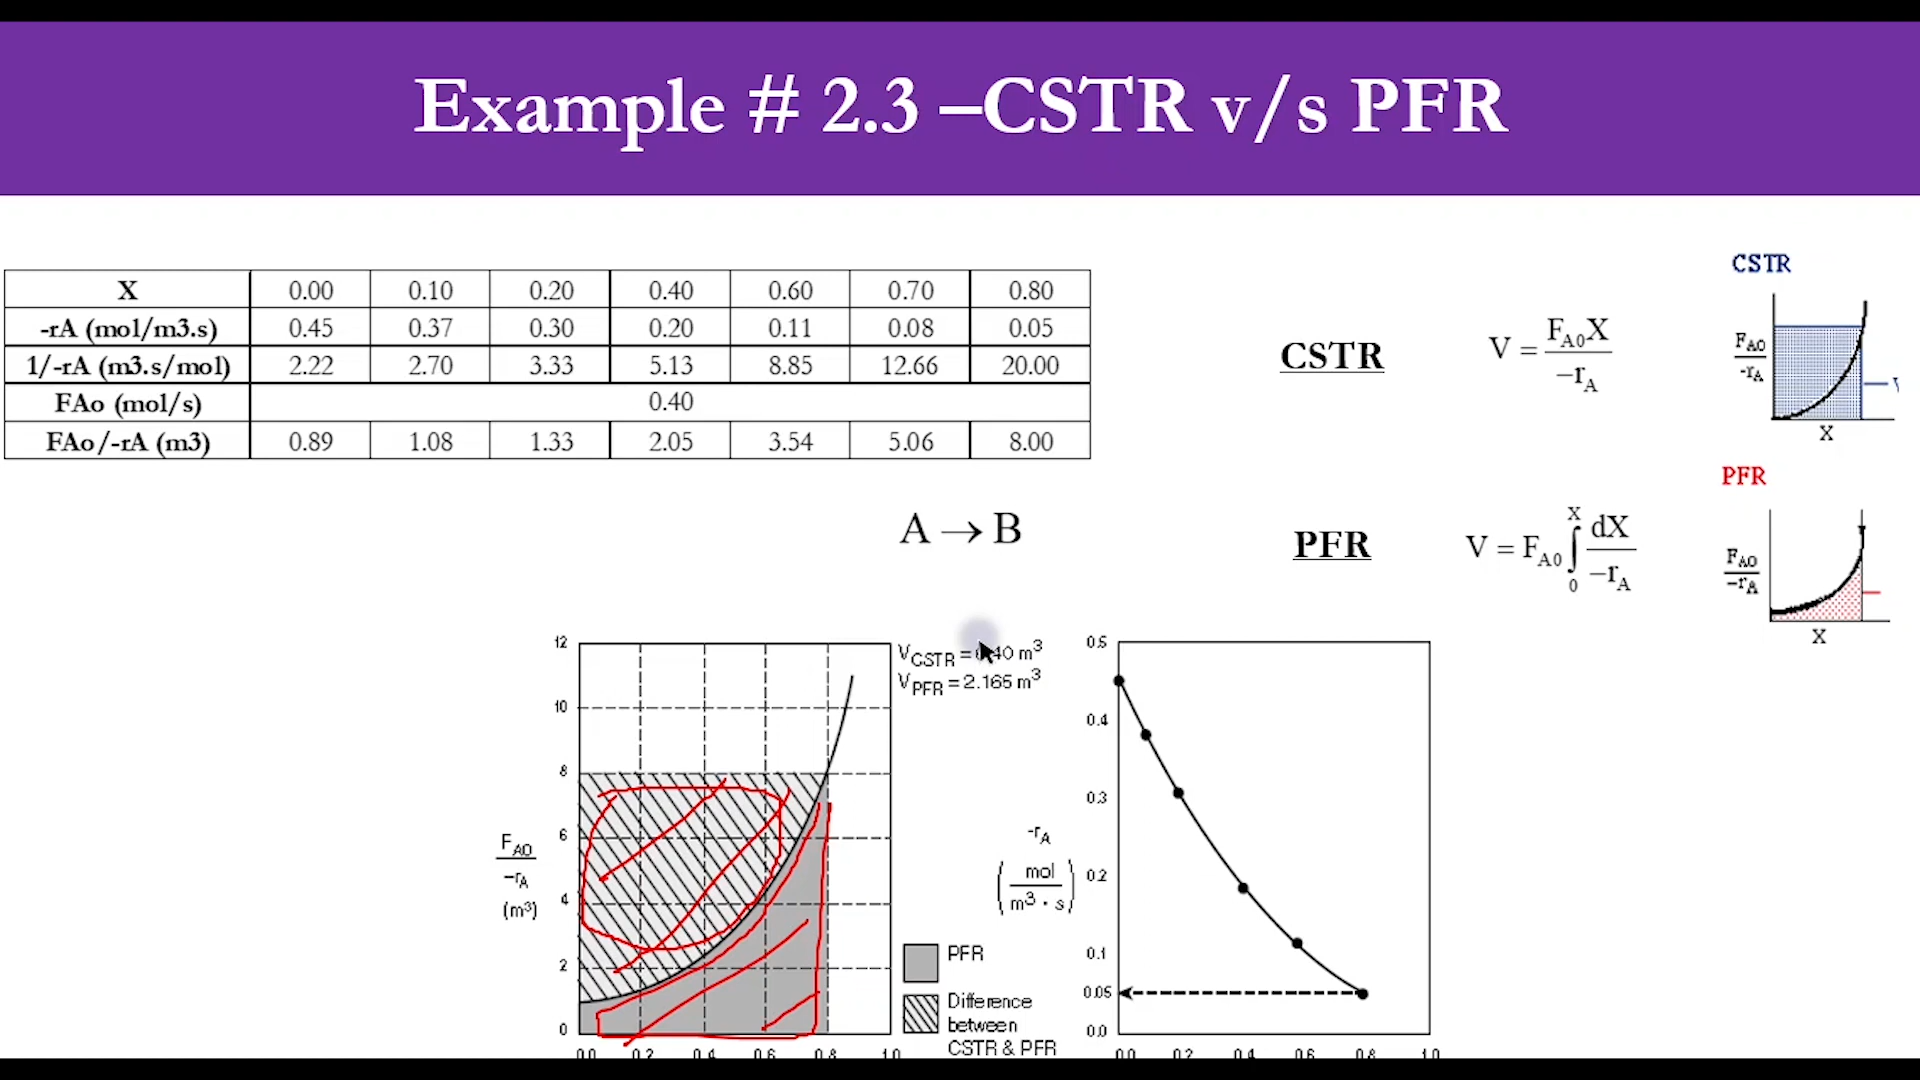 Example # 2.3 –CSTR v/s PFR
X 0.00 0.10 0.20 0.40 0.60 0.70 0.80
-rA (mol/m3.s) 0.45 0.37 0.30 0.20 0.11 0.08 0.05
1/-rA (m3.s/mol) 2.22 2.70 3.33 5.13 8.85 12.66 20.00
FAo (mol/s) 0.40
FAo/-rA (m3) 0.89 1.08 1.33 2.05 3.54 5.06 8.00
CSTR
V = F_A0 X / −r_A
CSTR
F_A0 / -r_A
X
A → B
PFR
V = F_A0 ∫_0^X dX / −r_A
PFR
F_A0 / −r_A
X
V_CSTR = 40 m³
V_PFR = 2.165 m³
12
10
8
6
4
2
0
F_A0 / −r_A
(m³)
0.0 0.2 0.4 0.6 0.8 1.0
PFR
Difference
between
CSTR & PFR
0.5
0.4
0.3
0.2
0.1
0.05
0.0
-r_A
(mol / m³ · s)
0.0 0.2 0.4 0.6 0.8 1.0